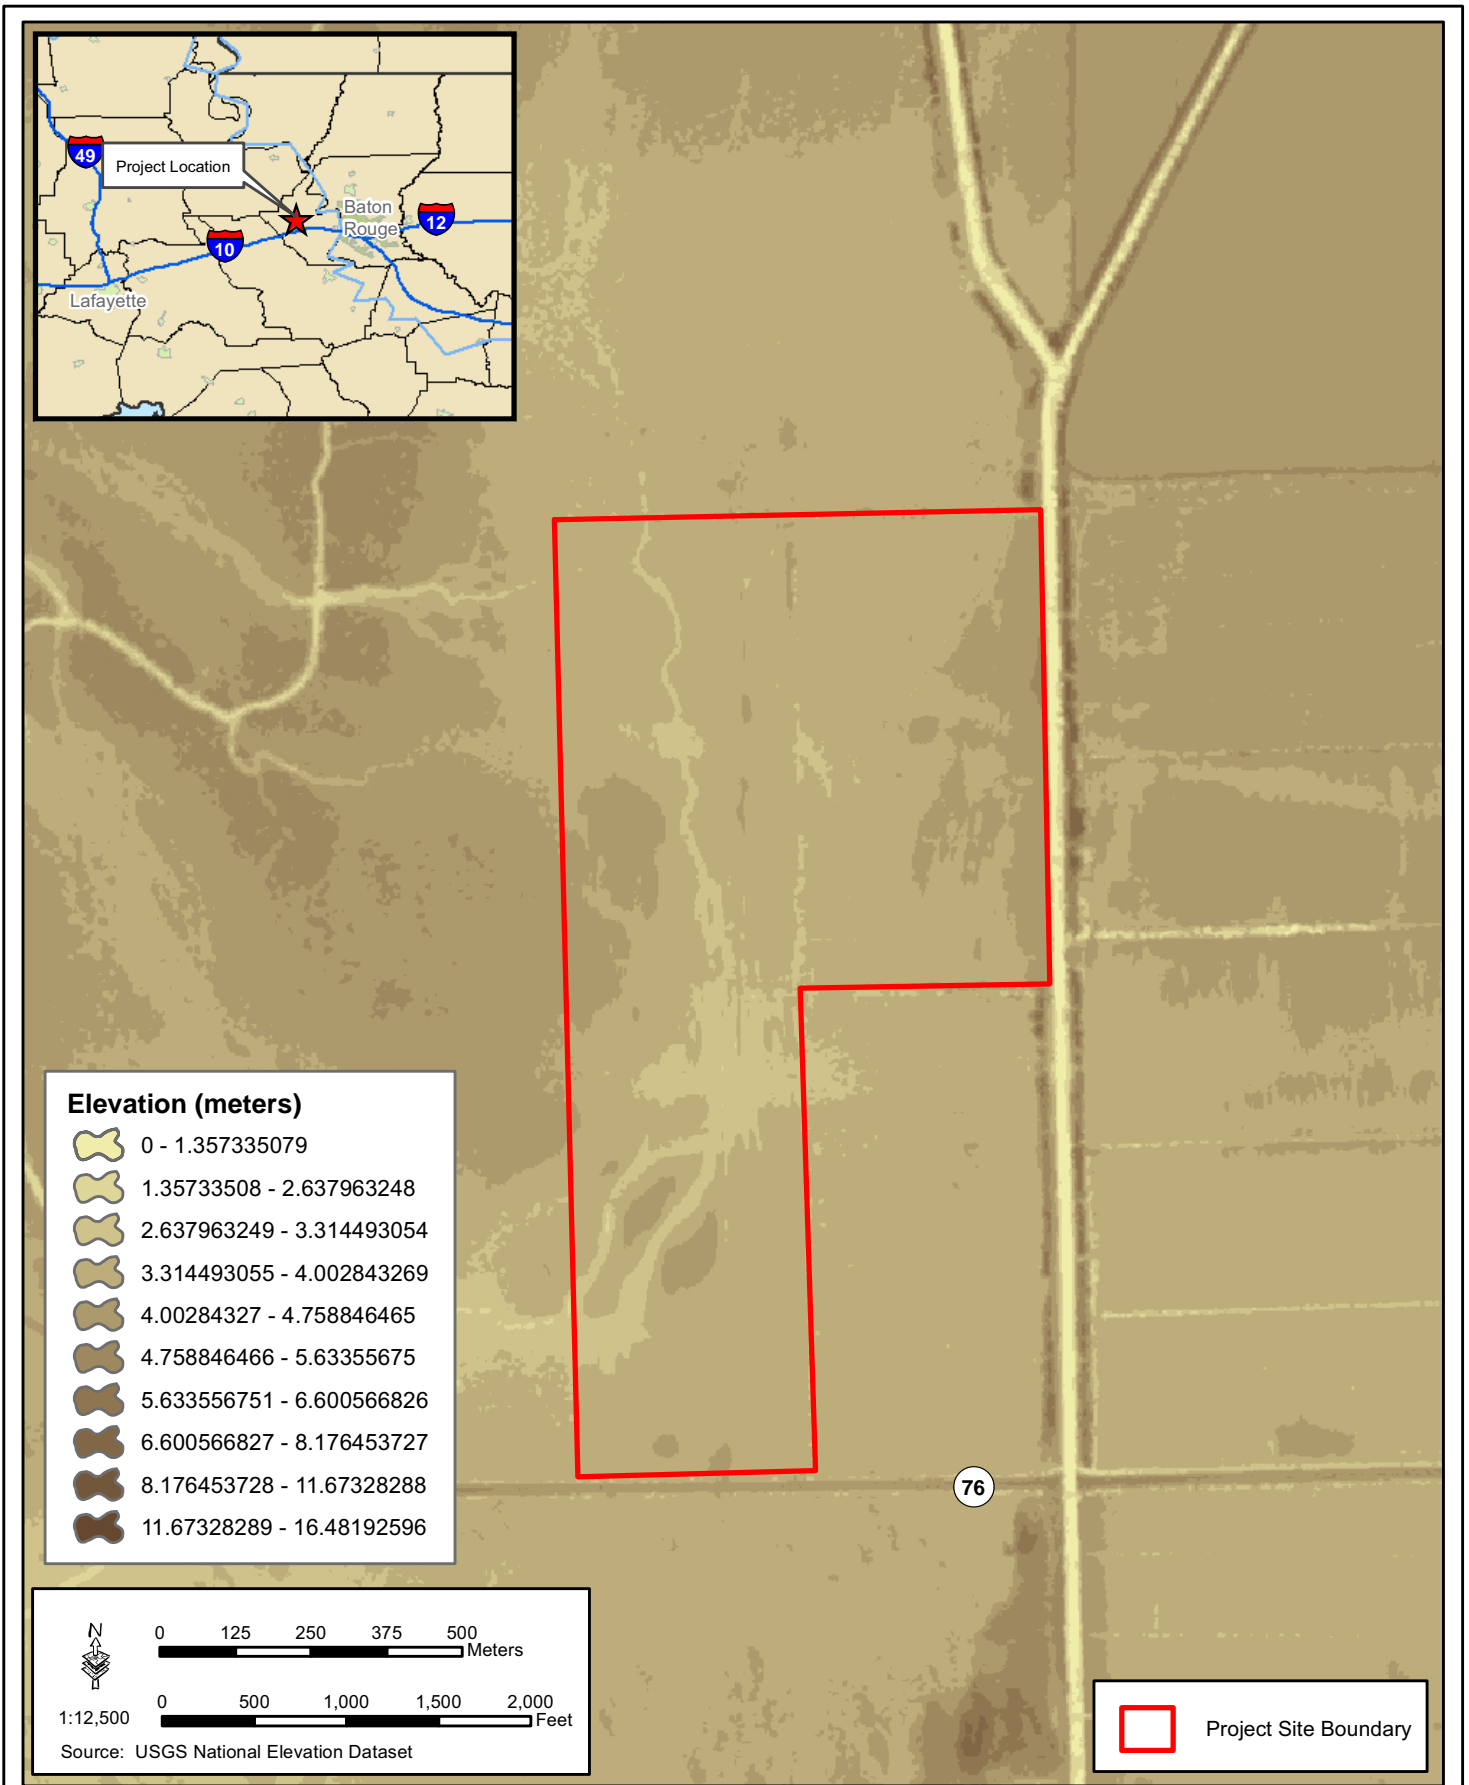 49
Project Location
Baton
Rouge
12
10
Lafayette
Elevation (meters)
0 - 1.357335079
1.35733508 - 2.637963248
2.637963249 - 3.314493054
3.314493055 - 4.002843269
4.00284327 - 4.758846465
4.758846466 - 5.63355675
5.633556751 - 6.600566826
6.600566827 - 8.176453727
8.176453728 - 11.67328288
11.67328289 - 16.48192596
76
N
0 125 250 375 500
Meters
0 500 1,000 1,500 2,000
Feet
1:12,500
Source: USGS National Elevation Dataset
Project Site Boundary